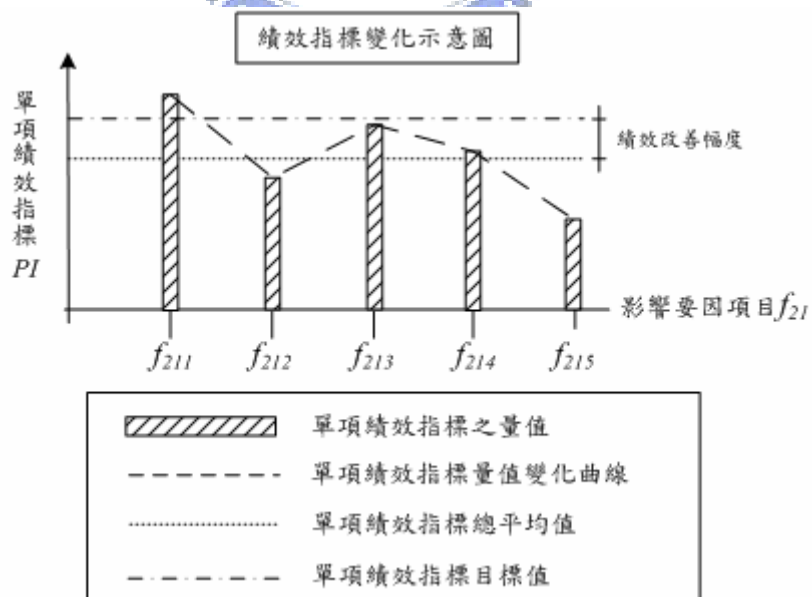 績效指標變化示意圖
單項績效指標
PI
績效改善幅度
影響要因項目f21
f211
f212
f213
f214
f215
單項績效指標之量值
單項績效指標量值變化曲線
單項績效指標總平均值
單項績效指標目標值